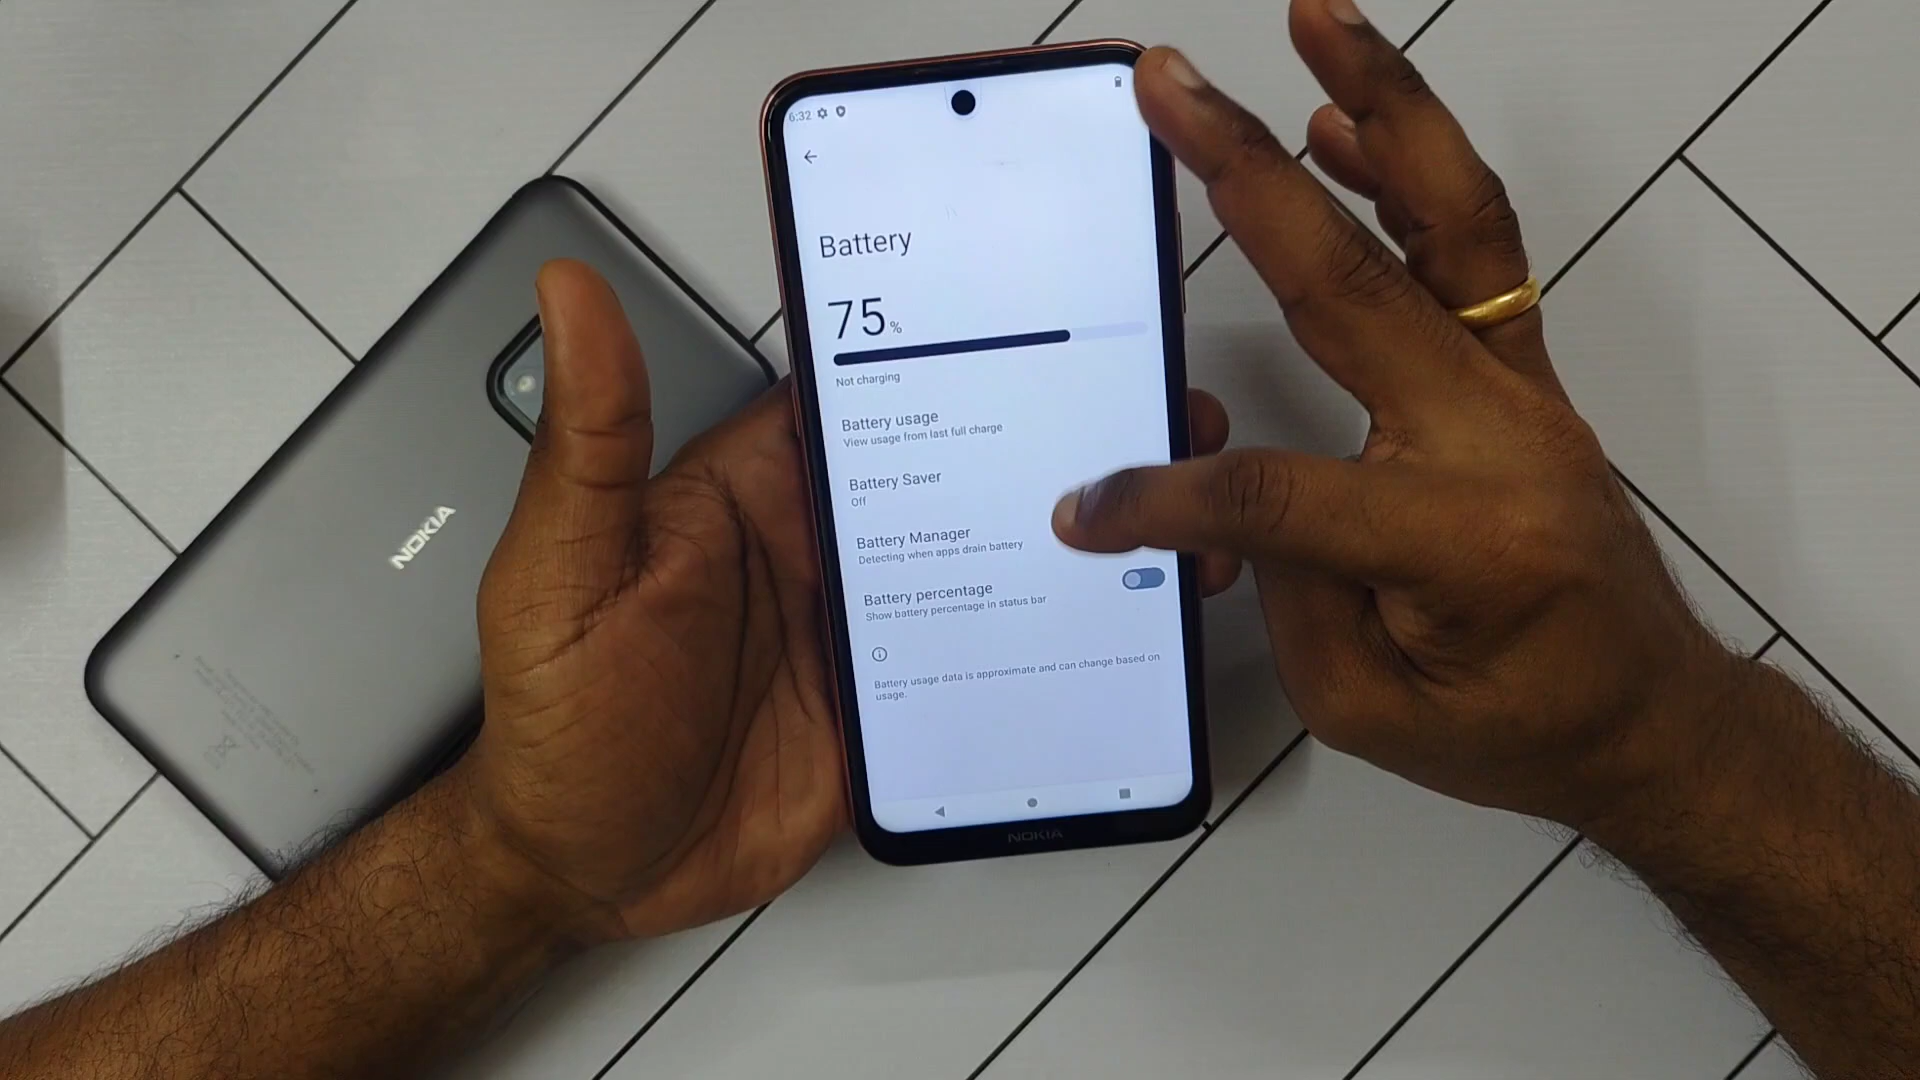 6:32
Battery
75%
Not charging
Battery usage
View usage from last full charge
Battery Saver
Off
Battery Manager
Detecting when apps drain battery
Battery percentage
Show battery percentage in status bar
Battery usage data is approximate and can change based on
usage.
NOKIA
NOKIA